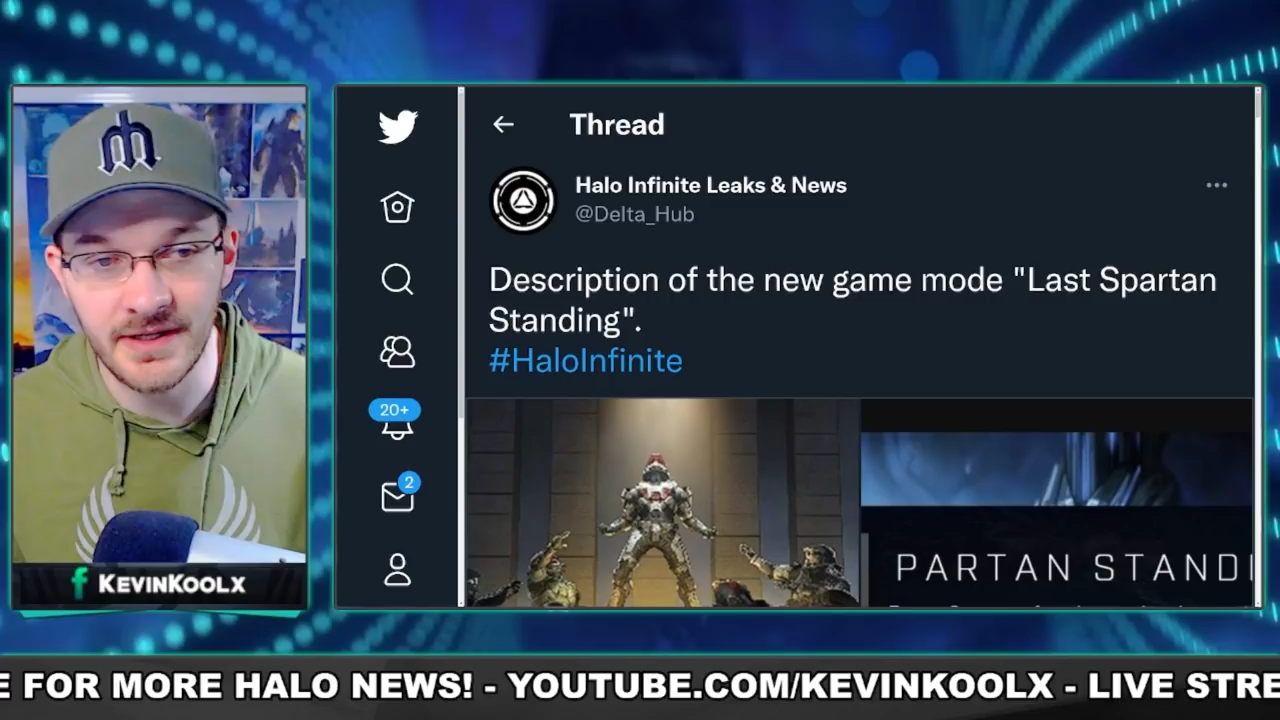 Thread
Halo Infinite Leaks & News
@Delta_Hub
Description of the new game mode "Last Spartan
Standing".
#HaloInfinite
20+
2
PARTAN STANDI
KEVINKOOLX
E FOR MORE HALO NEWS! - YOUTUBE.COM/KEVINKOOLX - LIVE STRE